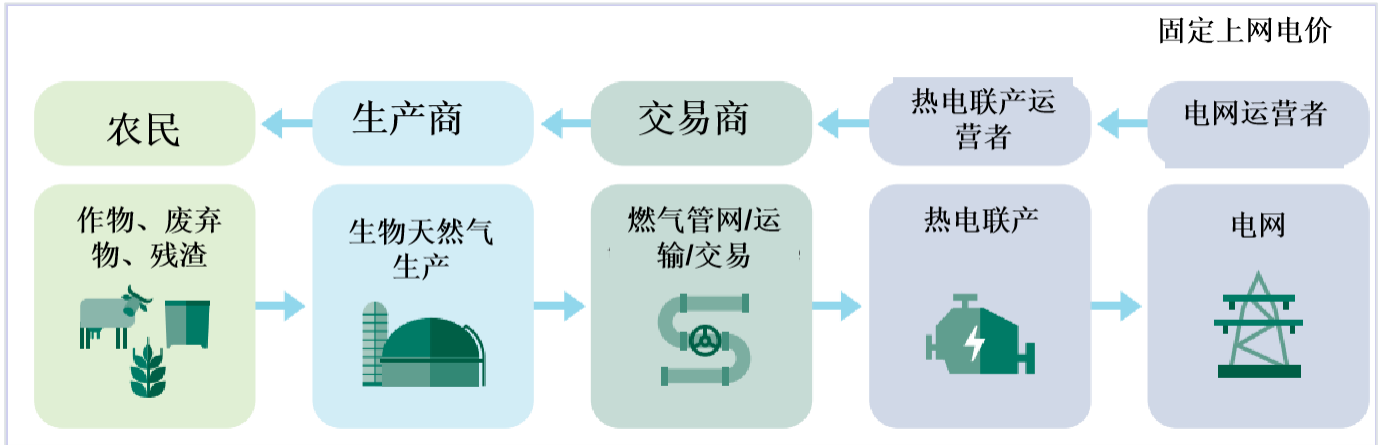 固定上网电价
农民
生产商
交易商
热电联产运
营者
电网运营者
作物、废弃
物、残渣
生物天然气
生产
燃气管网/运
输/交易
热电联产
电网